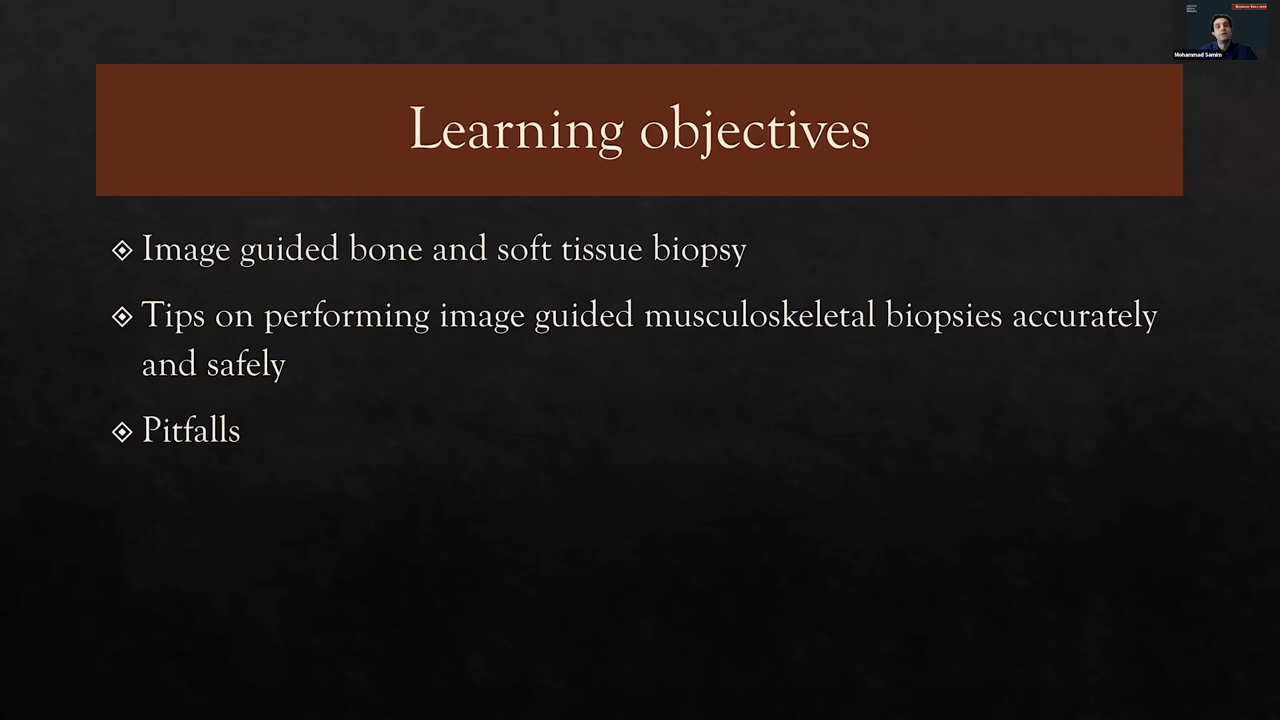 Learning objectives
Image guided bone and soft tissue biopsy
Tips on performing image guided musculoskeletal biopsies accurately
and safely
Pitfalls
Mohammad Samim